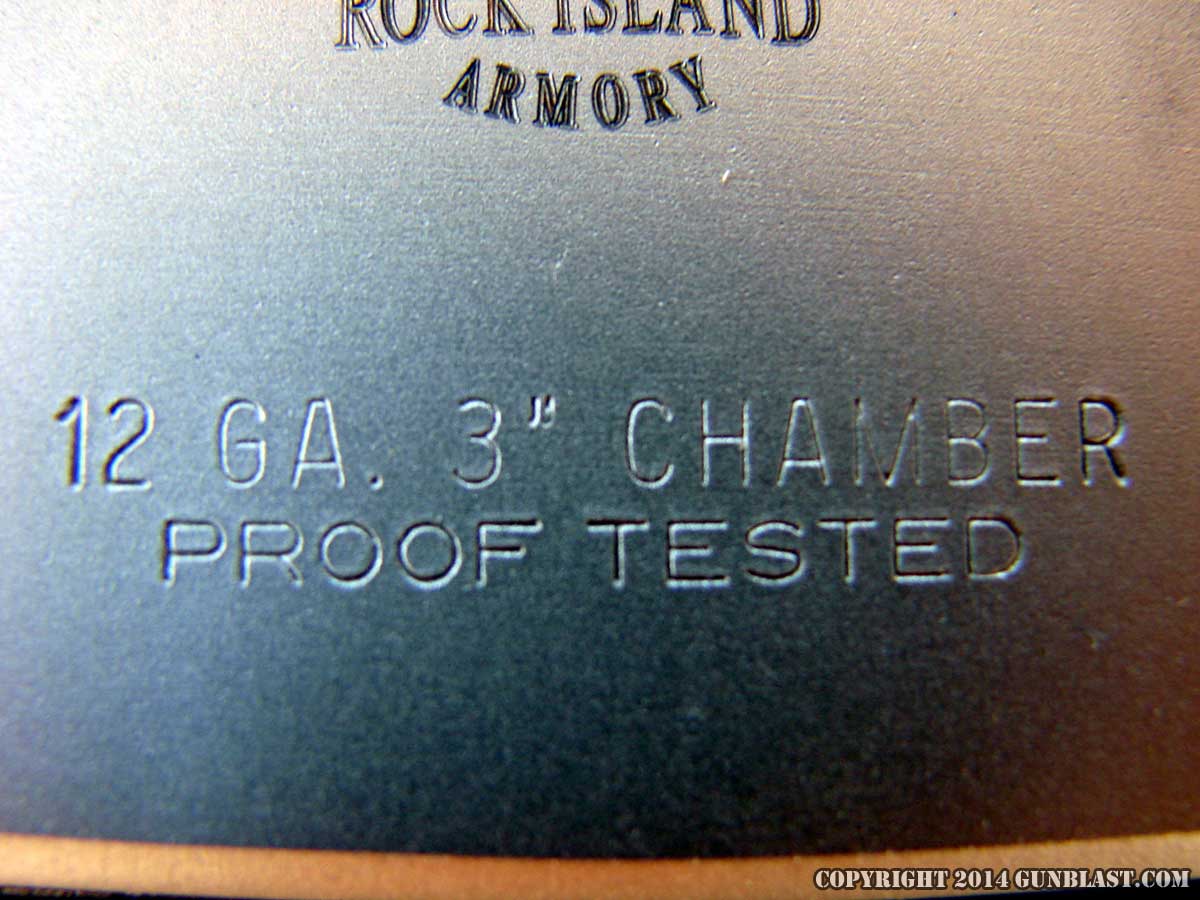 ROCK ISLAND
ARMORY
12 GA. 3" CHAMBER
PROOF TESTED
COPYRIGHT 2014 GUNBLAST.COM